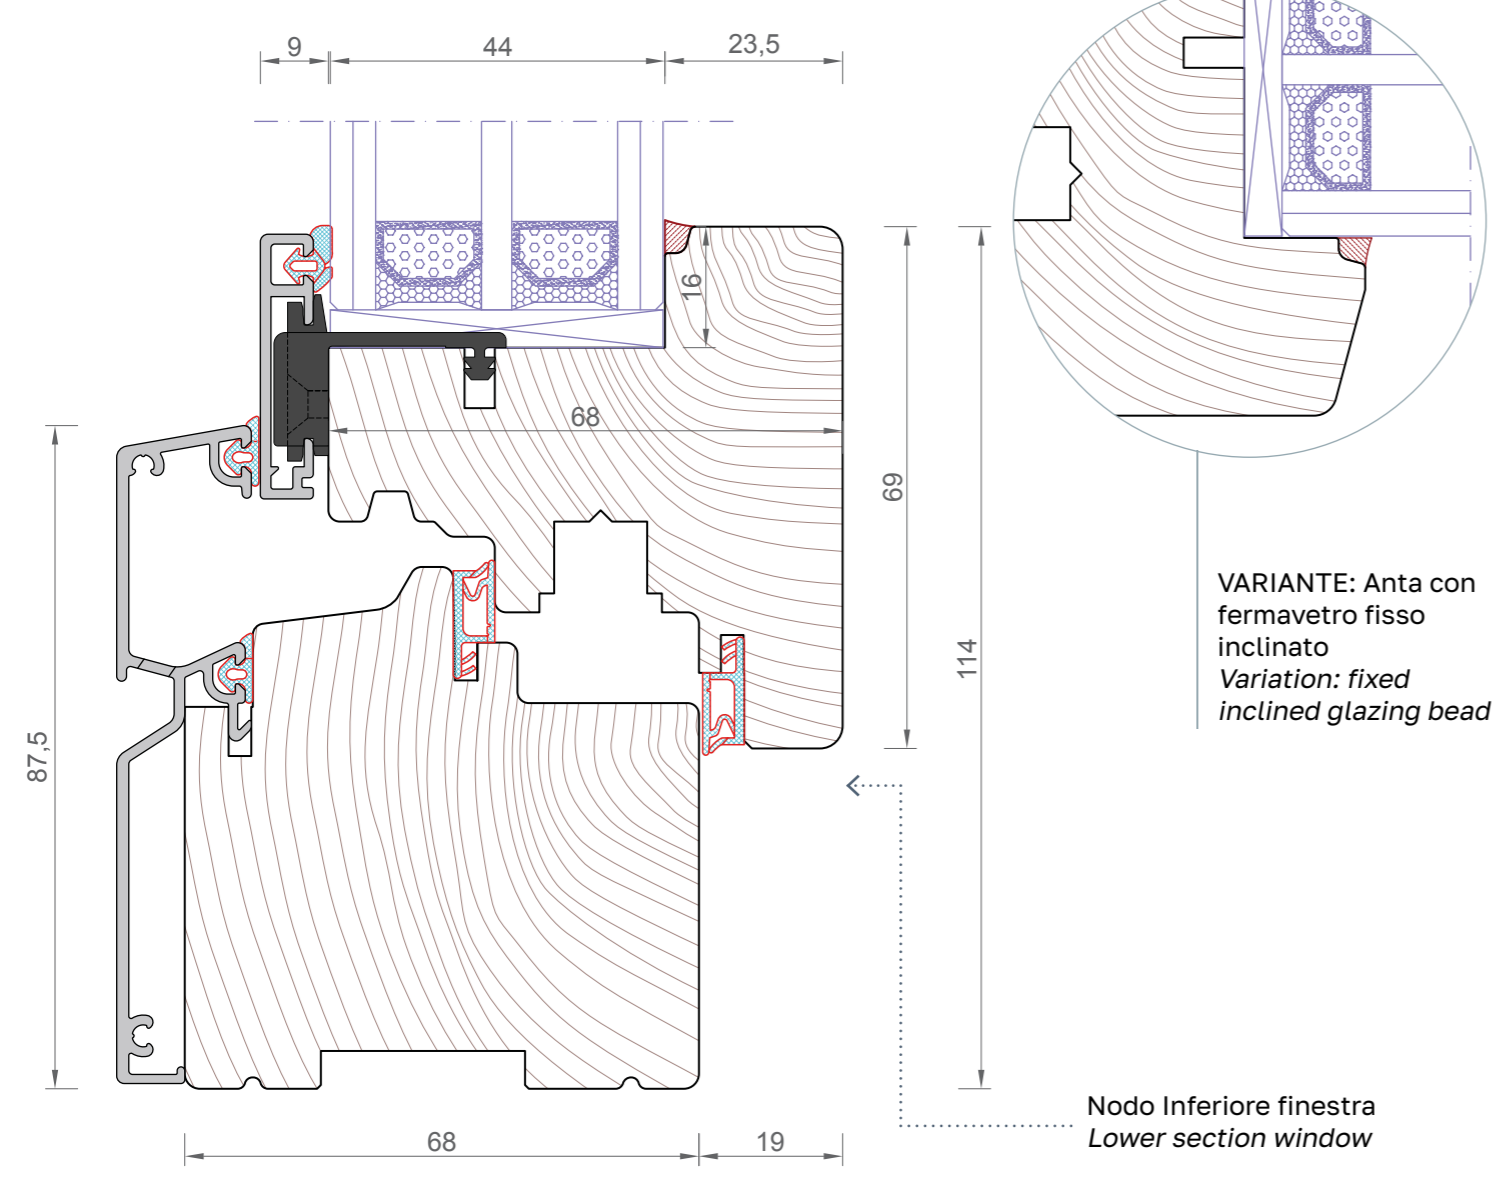 9
44
23,5
16
68
69
114
87,5
VARIANTE: Anta con
fermavetro fisso
inclinato
Variation: fixed
inclined glazing bead
Nodo Inferiore finestra
Lower section window
68
19